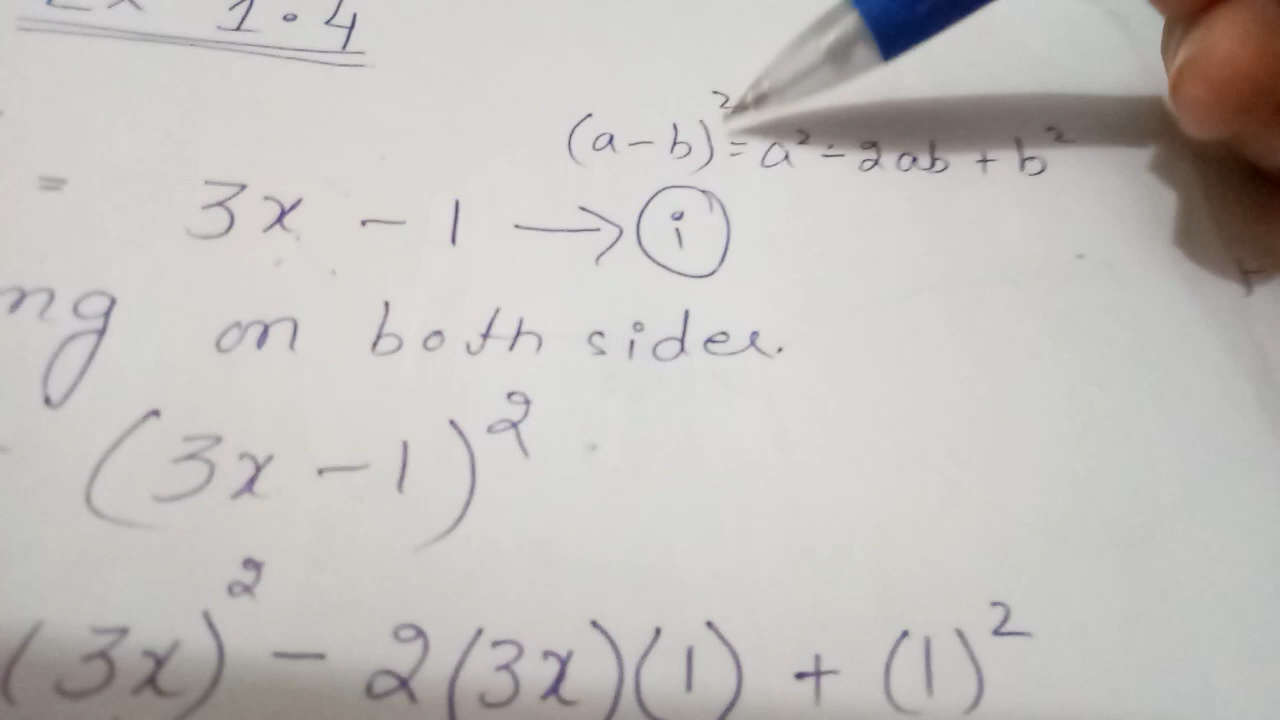 1.4
(a-b)² = a² - 2ab + b²
= 3x - 1 → (i)
on both sides.
(3x - 1)²
(3x)² - 2(3x)(1) + (1)²